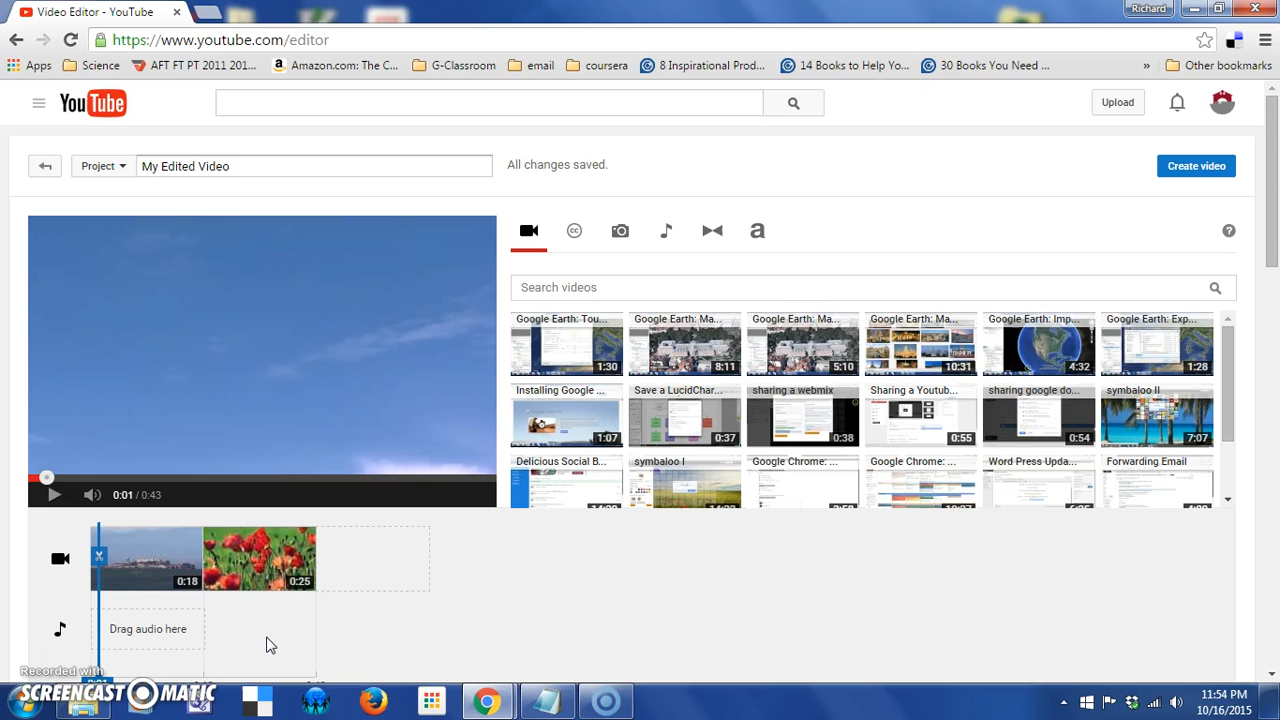 Video Editor - YouTube
Richard
https://www.youtube.com/editor
Apps Science AFT FT PT 2011 201... Amazon.com: The C... G-Classroom email coursera 8 Inspirational Prod... 14 Books to Help Yo... 30 Books You Need ... » Other bookmarks
YouTube
Upload
Project My Edited Video All changes saved. Create video
cc a ?
Search videos
Google Earth: Tou... Google Earth: Ma... Google Earth: Ma... Google Earth: Ma... Google Earth: Imp... Google Earth: Exp...
1:30 8:11 5:10 10:31 4:32 1:28
Installing Google ... Save a LucidChar... sharing a webmix Sharing a Youtub... sharing google do... symbaloo II
1:07 0:37 0:38 0:55 0:54 7:07
Delicious Social B... symbaloo I Google Chrome: ... Google Chrome: ... Word Press Upda... Forwarding Email
0:01 / 0:43
0:18 0:25
Drag audio here
Recorded with
SCREENCAST MATIC
11:54 PM
10/16/2015